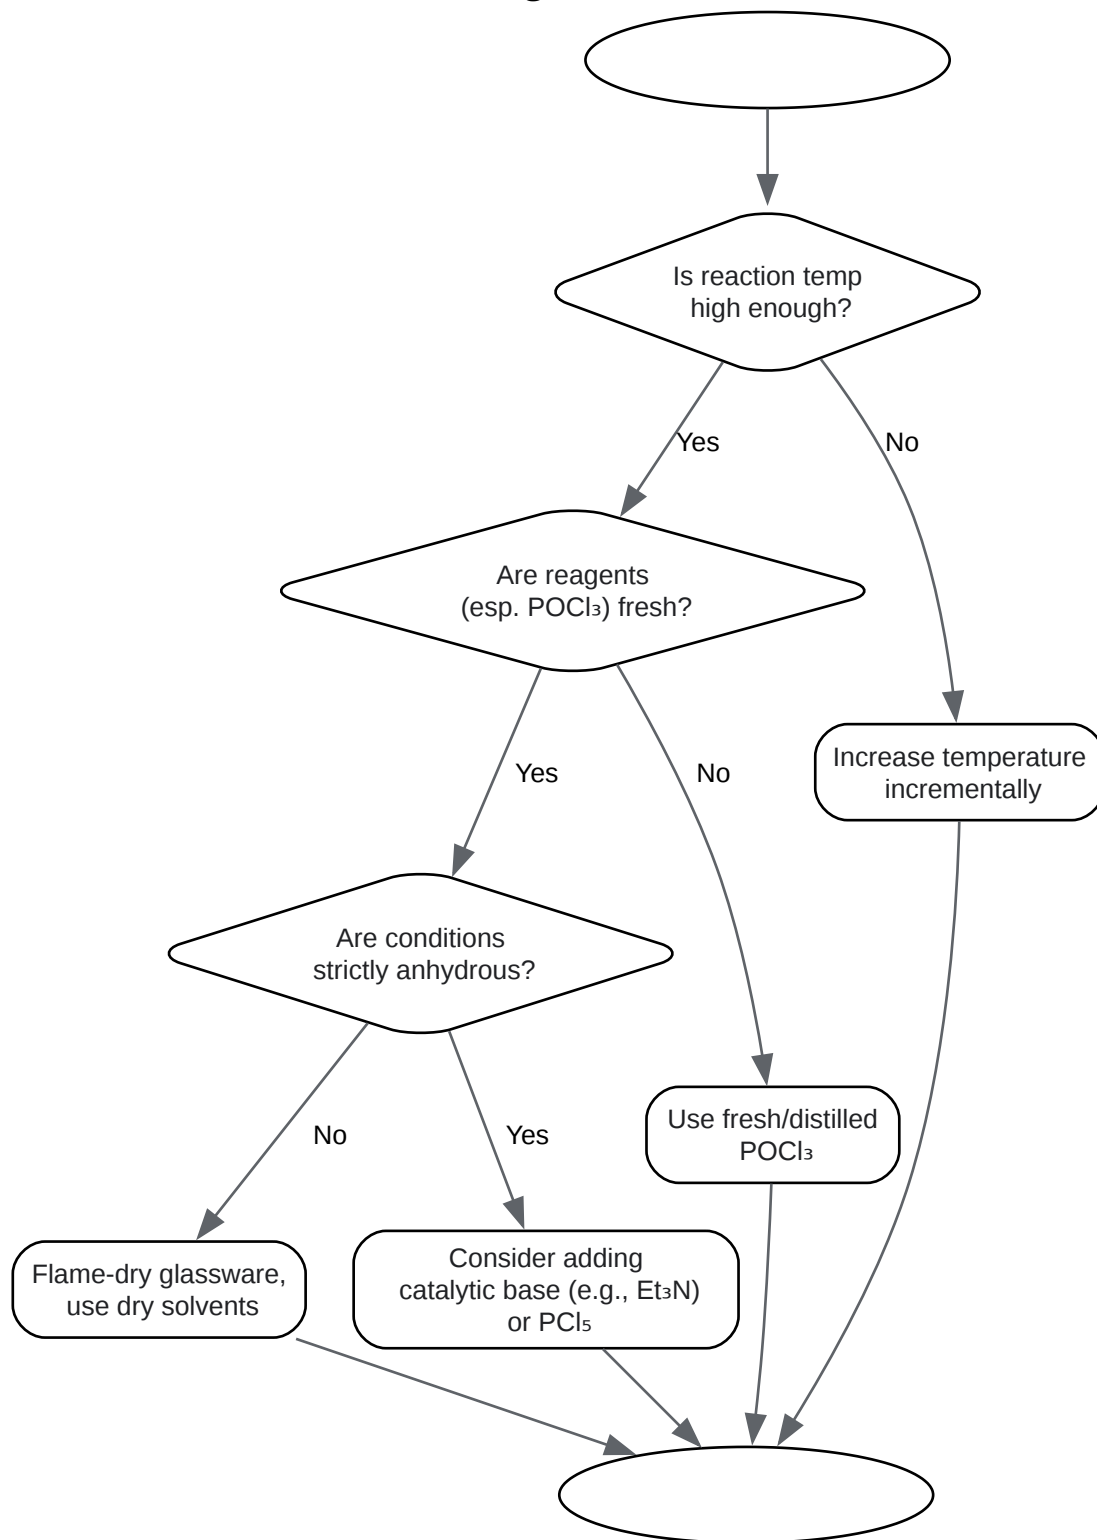 Is reaction temp
high enough?
Yes
No
Are reagents
(esp. POCl₃) fresh?
Yes
No
Increase temperature
incrementally
Are conditions
strictly anhydrous?
No
Yes
Use fresh/distilled
POCl₃
Flame-dry glassware,
use dry solvents
Consider adding
catalytic base (e.g., Et₃N)
or PCl₅